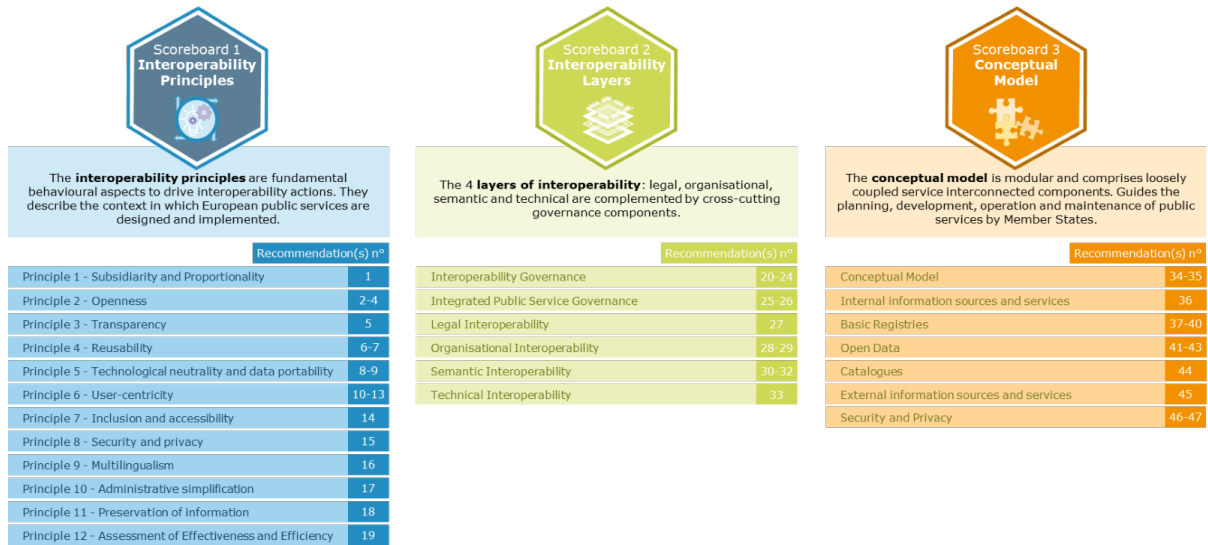 Scoreboard 1
Interoperability
Principles
The interoperability principles are fundamental
behavioural aspects to drive interoperability actions. They
describe the context in which European public services are
designed and implemented.
Recommendation(s) n°
Principle 1 - Subsidiarity and Proportionality 1
Principle 2 - Openness 2-4
Principle 3 - Transparency 5
Principle 4 - Reusability 6-7
Principle 5 - Technological neutrality and data portability 8-9
Principle 6 - User-centricity 10-13
Principle 7 - Inclusion and accessibility 14
Principle 8 - Security and privacy 15
Principle 9 - Multilingualism 16
Principle 10 - Administrative simplification 17
Principle 11 - Preservation of information 18
Principle 12 - Assessment of Effectiveness and Efficiency 19
Scoreboard 2
Interoperability
Layers
The 4 layers of interoperability: legal, organisational,
semantic and technical are complemented by cross-cutting
governance components.
Recommendation(s) n°
Interoperability Governance 20-24
Integrated Public Service Governance 25-26
Legal Interoperability 27
Organisational Interoperability 28-29
Semantic Interoperability 30-32
Technical Interoperability 33
Scoreboard 3
Conceptual
Model
The conceptual model is modular and comprises loosely
coupled service interconnected components. Guides the
planning, development, operation and maintenance of public
services by Member States.
Recommendation(s) n°
Conceptual Model 34-35
Internal information sources and services 36
Basic Registries 37-40
Open Data 41-43
Catalogues 44
External information sources and services 45
Security and Privacy 46-47